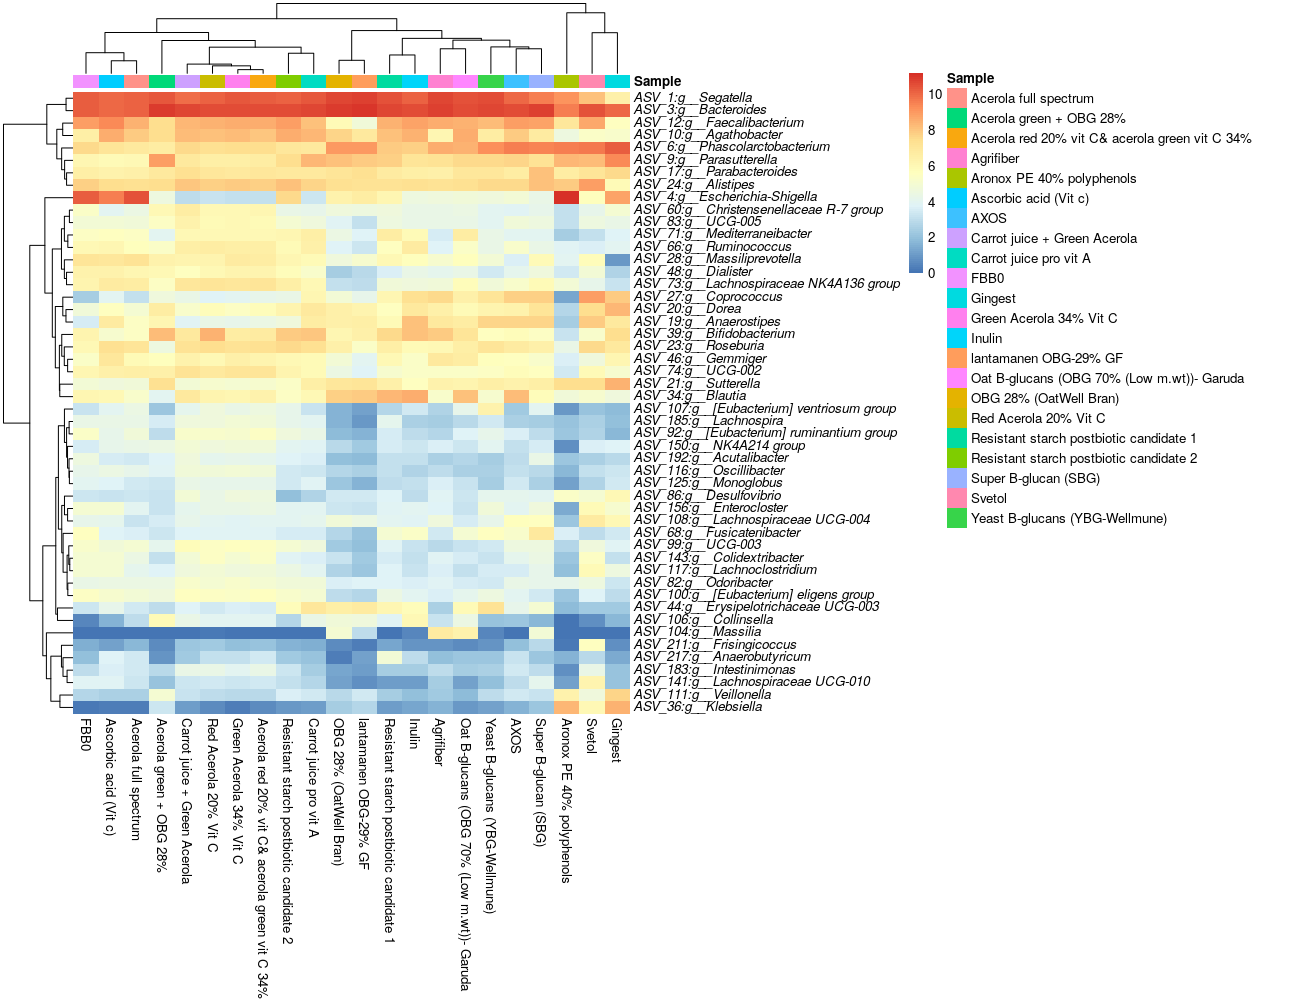 Sample
ASV_1:g__Segatella
ASV_3:g__Bacteroides
ASV_12:g__Faecalibacterium
ASV_10:g__Agathobacter
ASV_6:g__Phascolarctobacterium
ASV_9:g__Parasutterella
ASV_17:g__Parabacteroides
ASV_24:g__Alistipes
ASV_4:g__Escherichia-Shigella
ASV_60:g__Christensenellaceae R-7 group
ASV_83:g__UCG-005
ASV_71:g__Mediterraneibacter
ASV_66:g__Ruminococcus
ASV_28:g__Massiliprevotella
ASV_48:g__Dialister
ASV_73:g__Lachnospiraceae NK4A136 group
ASV_27:g__Coprococcus
ASV_20:g__Dorea
ASV_19:g__Anaerostipes
ASV_39:g__Bifidobacterium
ASV_23:g__Roseburia
ASV_46:g__Gemmiger
ASV_74:g__UCG-002
ASV_21:g__Sutterella
ASV_34:g__Blautia
ASV_107:g__[Eubacterium] ventriosum group
ASV_185:g__Lachnospira
ASV_92:g__[Eubacterium] ruminantium group
ASV_150:g__NK4A214 group
ASV_192:g__Acutalibacter
ASV_116:g__Oscillibacter
ASV_125:g__Monoglobus
ASV_86:g__Desulfovibrio
ASV_156:g__Enterocloster
ASV_108:g__Lachnospiraceae UCG-004
ASV_68:g__Fusicatenibacter
ASV_99:g__UCG-003
ASV_143:g__Colidextribacter
ASV_117:g__Lachnoclostridium
ASV_82:g__Odoribacter
ASV_100:g__[Eubacterium] eligens group
ASV_44:g__Erysipelotrichaceae UCG-003
ASV_106:g__Collinsella
ASV_104:g__Massilia
ASV_211:g__Frisingicoccus
ASV_217:g__Anaerobutyricum
ASV_183:g__Intestinimonas
ASV_141:g__Lachnospiraceae UCG-010
ASV_111:g__Veillonella
ASV_36:g__Klebsiella
FBB0
Ascorbic acid (Vit c)
Acerola full spectrum
Acerola green + OBG 28%
Carrot juice + Green Acerola
Red Acerola 20% Vit C
Green Acerola 34% Vit C
Acerola red 20% vit C& acerola green vit C 34%
Resistant starch postbiotic candidate 2
Carrot juice pro vit A
OBG 28% (OatWell Bran)
lantamanen OBG-29% GF
Resistant starch postbiotic candidate 1
Inulin
Agrifiber
Oat B-glucans (OBG 70% (Low m.wt))- Garuda
Yeast B-glucans (YBG-Wellmune)
AXOS
Super B-glucan (SBG)
Aronox PE 40% polyphenols
Svetol
Gingest
10
8
6
4
2
0
Sample
Acerola full spectrum
Acerola green + OBG 28%
Acerola red 20% vit C& acerola green vit C 34%
Agrifiber
Aronox PE 40% polyphenols
Ascorbic acid (Vit c)
AXOS
Carrot juice + Green Acerola
Carrot juice pro vit A
FBB0
Gingest
Green Acerola 34% Vit C
Inulin
lantamanen OBG-29% GF
Oat B-glucans (OBG 70% (Low m.wt))- Garuda
OBG 28% (OatWell Bran)
Red Acerola 20% Vit C
Resistant starch postbiotic candidate 1
Resistant starch postbiotic candidate 2
Super B-glucan (SBG)
Svetol
Yeast B-glucans (YBG-Wellmune)